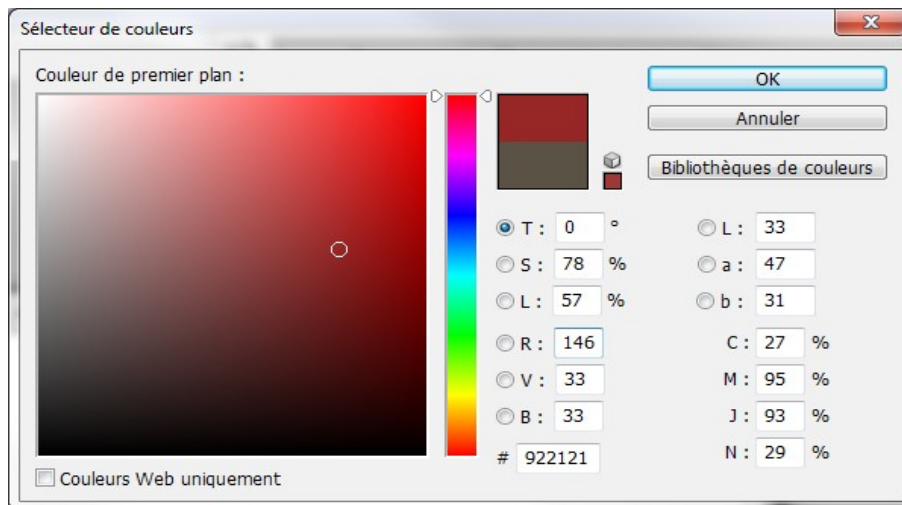 Sélecteur de couleurs
Couleur de premier plan :
OK
Annuler
Bibliothèques de couleurs
T : 0 °
L : 33
S : 78 %
a : 47
L : 57 %
b : 31
R : 146
C : 27 %
V : 33
M : 95 %
B : 33
J : 93 %
# 922121
N : 29 %
Couleurs Web uniquement